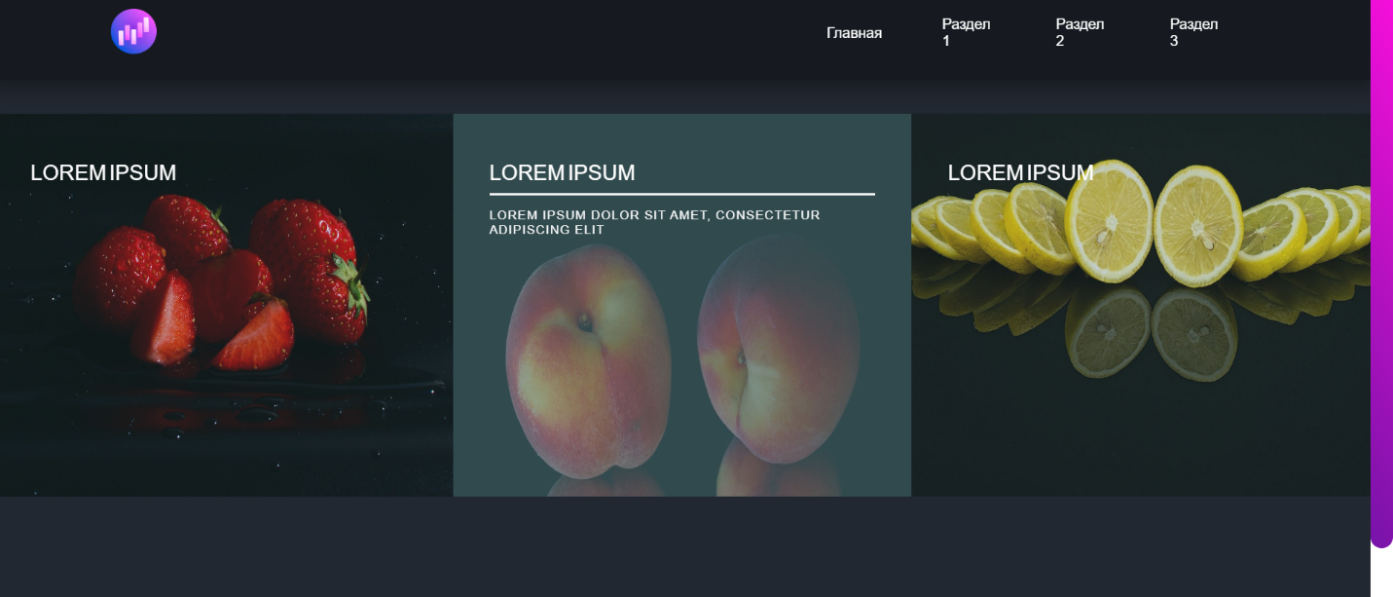 Главная
Раздел
1
Раздел
2
Раздел
3
LOREM IPSUM
LOREM IPSUM
LOREM IPSUM DOLOR SIT AMET, CONSECTETUR
ADIPISCING ELIT
LOREM IPSUM